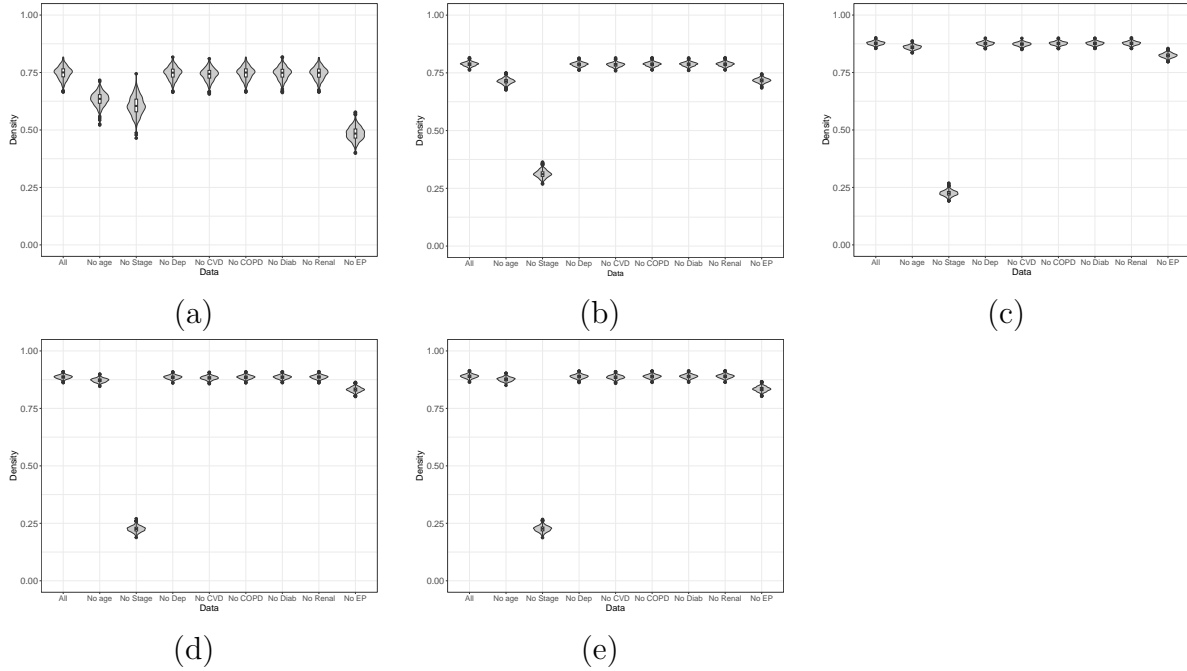 1.00
0.75
0.50
0.25
0.00
Density
All No age No Stage No Dep No CVD No COPD No Diab No Renal No EP
Data
(a)
1.00
0.75
0.50
0.25
0.00
Density
All No age No Stage No Dep No CVD No COPD No Diab No Renal No EP
Data
(b)
1.00
0.75
0.50
0.25
0.00
Density
All No age No Stage No Dep No CVD No COPD No Diab No Renal No EP
Data
(c)
1.00
0.75
0.50
0.25
0.00
Density
All No age No Stage No Dep No CVD No COPD No Diab No Renal No EP
Data
(d)
1.00
0.75
0.50
0.25
0.00
Density
All No age No Stage No Dep No CVD No COPD No Diab No Renal No EP
Data
(e)